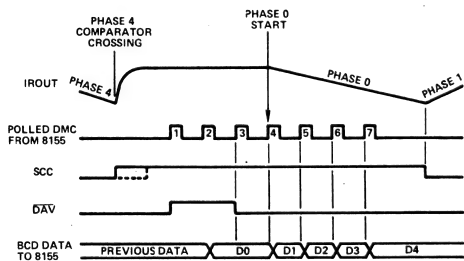 PHASE 4
COMPARATOR
CROSSING
PHASE 0
START
IROUT
PHASE 4
PHASE 0
PHASE 1
POLLED DMC
FROM 8155
1 2 3 4 5 6 7
SCC
DAV
BCD DATA
TO 8155
PREVIOUS DATA D0 D1 D2 D3 D4